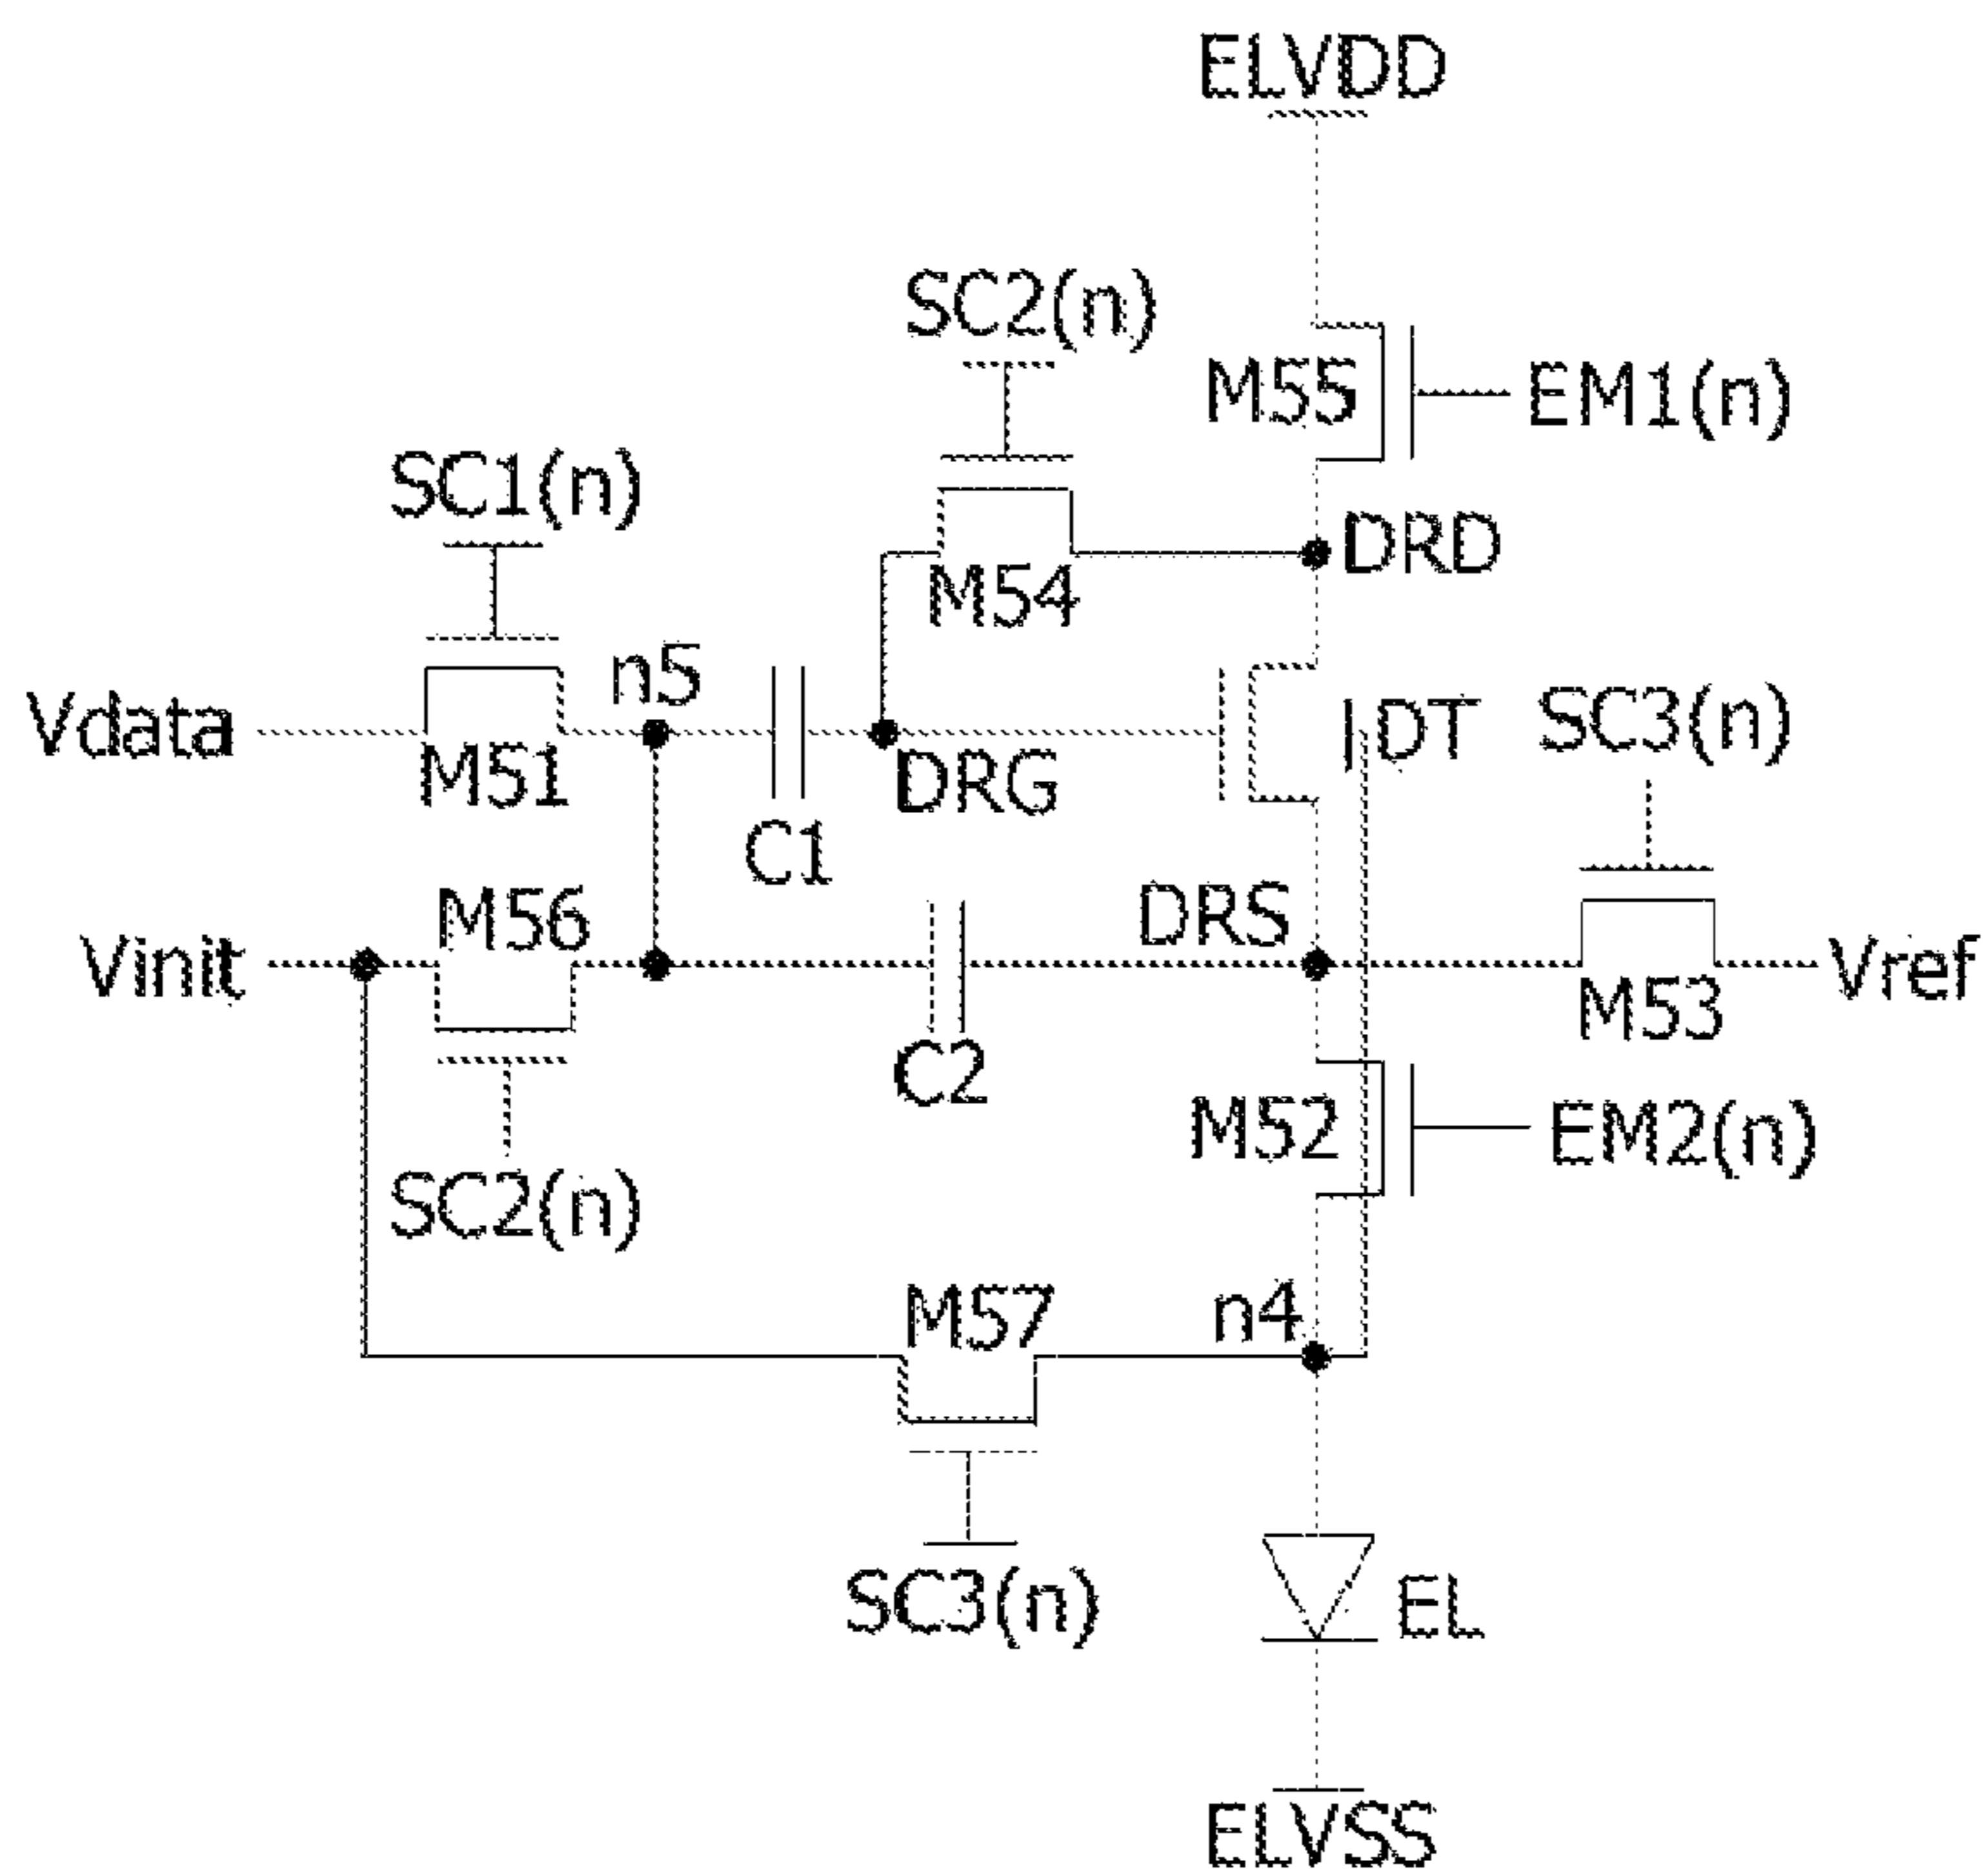 ELVDD
SC2(n)
M55
EM1(n)
SC1(n)
DRD
M54
n5
Vdata
DT
SC3(n)
M51
DRG
C1
M56
DRS
Vinit
Vref
M53
C2
M52
EM2(n)
SC2(n)
M57
n4
SC3(n)
EL
ELVSS